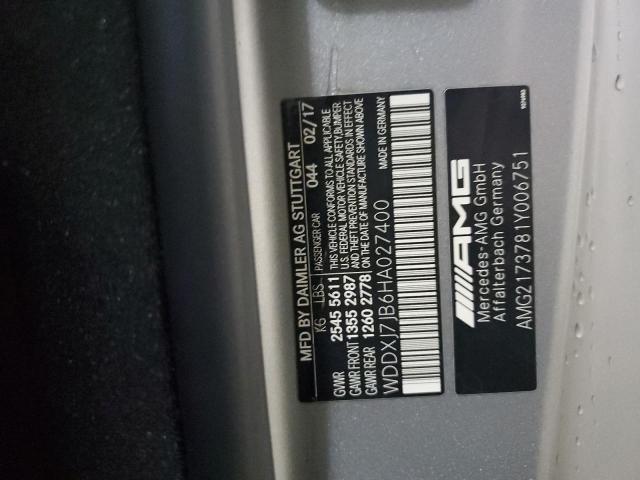 MFD BY DAIMLER AG STUTTGART
KG LBS PASSENGER CAR 044 02/17
GVWR 2545 5611 THIS VEHICLE CONFORMS TO ALL APPLICABLE
GAWR FRONT 1355 2987 U.S. FEDERAL MOTOR VEHICLE SAFETY, BUMPER
GAWR REAR 1260 2778 AND THEFT PREVENTION STANDARDS IN EFFECT
ON THE DATE OF MANUFACTURE SHOWN ABOVE
WDDXJ7JB6HA027400 MADE IN GERMANY
AMG
Mercedes-AMG GmbH
Affalterbach Germany
AMG2173781Y006751